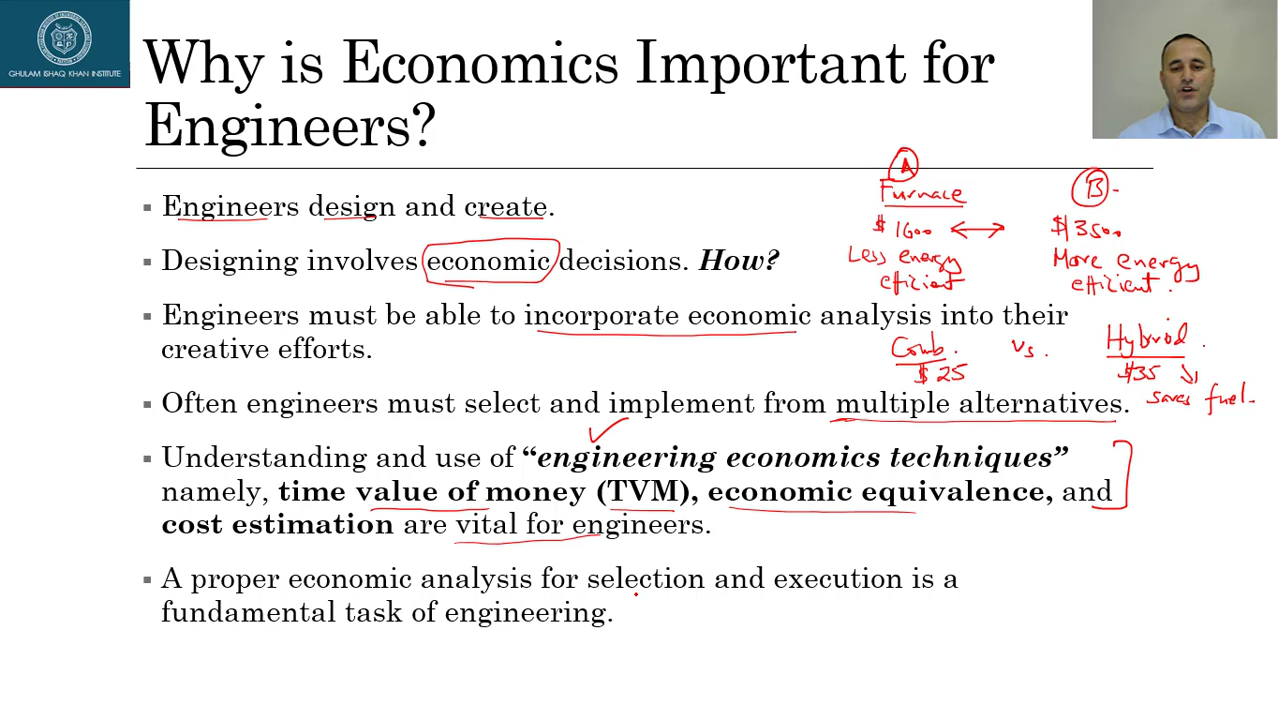 GHULAM ISHAQ KHAN INSTITUTE
Why is Economics Important for
Engineers?
Engineers design and create.
Designing involves economic decisions. How?
Engineers must be able to incorporate economic analysis into their
creative efforts.
Often engineers must select and implement from multiple alternatives.
Understanding and use of “engineering economics techniques”
namely, time value of money (TVM), economic equivalence, and
cost estimation are vital for engineers.
A proper economic analysis for selection and execution is a
fundamental task of engineering.
A
Furnace
$1600
Less energy
efficient
B
$3500
More energy
efficient.
Comb. vs. Hybrid
$25
$35
saves fuel.